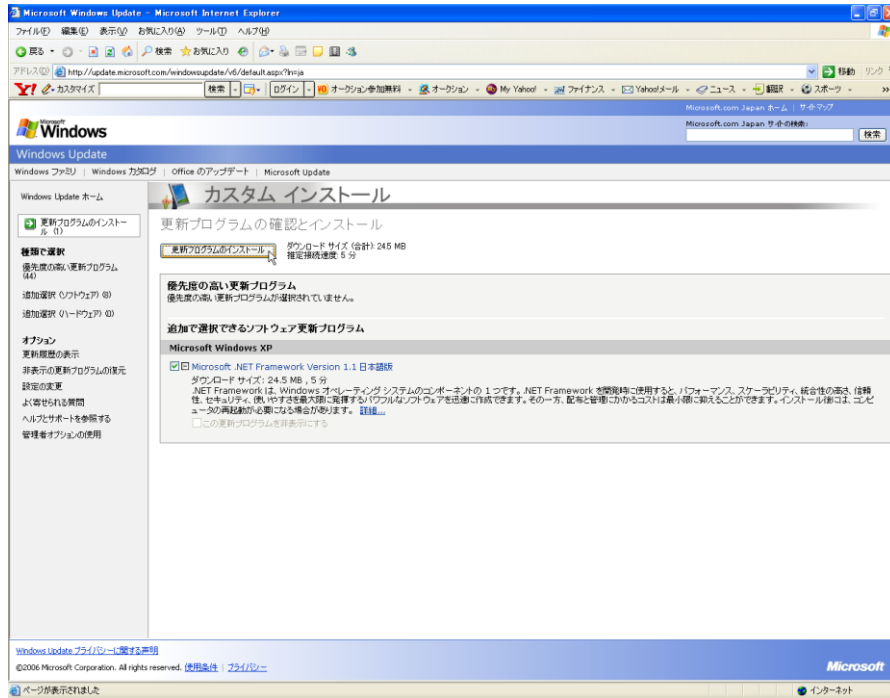 Microsoft Windows Update - Microsoft Internet Explorer
ファイル(F) 編集(E) 表示(V) お気に入り(A) ツール(T) ヘルプ(H)
戻る 検索 お気に入り
アドレス(D) http://update.microsoft.com/windowsupdate/v6/default.aspx?ln=ja 移動 リンク
Y! カスタマイズ 検索 ログイン オークション参加無料 オークション My Yahoo! ファイナンス Yahoo!メール ニュース 翻訳 スポーツ
Microsoft.com Japan ホーム | サイトマップ
Microsoft Windows
Microsoft.com Japan サイトの検索:
検索
Windows Update
Windows ファミリ | Windows カタログ | Office のアップデート | Microsoft Update
Windows Update ホーム
更新プログラムのインストー
ル (1)
種類で選択
優先度の高い更新プログラム
(44)
追加選択 (ソフトウェア) (8)
追加選択 (ハードウェア) (0)
オプション
更新履歴の表示
非表示の更新プログラムの復元
設定の変更
よく寄せられる質問
ヘルプとサポートを参照する
管理者オプションの使用
カスタム インストール
更新プログラムの確認とインストール
更新プログラムのインストール
ダウンロード サイズ (合計): 24.5 MB
推定接続速度: 5 分
優先度の高い更新プログラム
優先度の高い更新プログラムが選択されていません。
追加で選択できるソフトウェア更新プログラム
Microsoft Windows XP
Microsoft .NET Framework Version 1.1 日本語版
ダウンロード サイズ: 24.5 MB , 5 分
.NET Framework は、Windows オペレーティング システムのコンポーネントの 1 つです。.NET Framework を開発時に使用すると、パフォーマンス、スケーラビリティ、統合性の高さ、信頼
性、セキュリティ、使いやすさを最大限に発揮するパワフルなソフトウェアを迅速に作成できます。その一方、配布と管理にかかるコストは最小限に抑えることができます。インストール後には、コンピ
ュータの再起動が必要になる場合があります。 詳細...
この更新プログラムを非表示にする
Windows Update プライバシーに関する声明
©2006 Microsoft Corporation. All rights reserved. 使用条件 | プライバシー
Microsoft
ページが表示されました インターネット